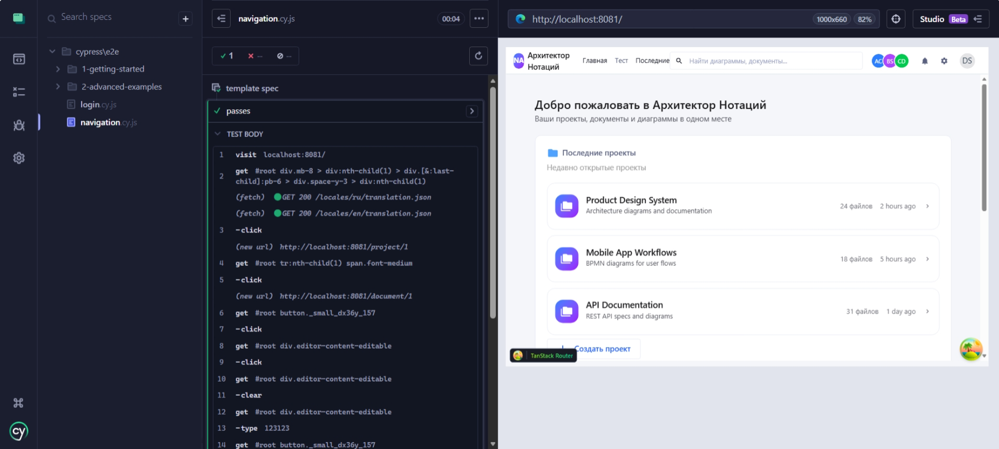 Search specs
+
cypress\e2e
1-getting-started
2-advanced-examples
login.cy.js
navigation.cy.js
cy
navigation.cy.js
00:04
1
--
--
template spec
passes
TEST BODY
1 visit localhost:8081/
2 get #root div.mb-8 > div:nth-child(1) > div.[&:last-
child]:pb-6 > div.space-y-3 > div:nth-child(1)
(fetch) GET 200 /locales/ru/translation.json
(fetch) GET 200 /locales/en/translation.json
3 -click
(new url) http://localhost:8081/project/1
4 get #root tr:nth-child(1) span.font-medium
5 -click
(new url) http://localhost:8081/document/1
6 get #root button._small_dx36y_157
7 -click
8 get #root div.editor-content-editable
9 -click
10 get #root div.editor-content-editable
11 -clear
12 get #root div.editor-content-editable
13 -type 123123
14 get #root button._small_dx36y_157
http://localhost:8081/
1000x660
82%
Studio Beta
NA
Архитектор
Нотаций
Главная
Тест
Последние
Найти диаграммы, документы...
AC
BS
CD
DS
Добро пожаловать в Архитектор Нотаций
Ваши проекты, документы и диаграммы в одном месте
Последние проекты
Недавно открытые проекты
Product Design System
Architecture diagrams and documentation
24 файлов 2 hours ago
Mobile App Workflows
BPMN diagrams for user flows
18 файлов 5 hours ago
API Documentation
REST API specs and diagrams
31 файлов 1 day ago
Создать проект
TanStack Router